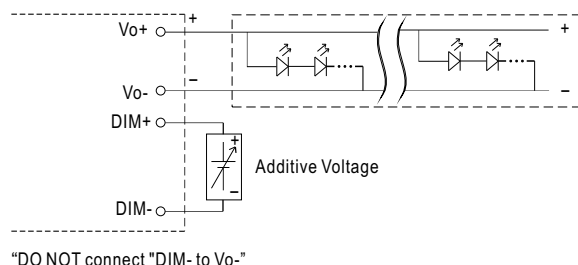 Vo+
+
+
−
Vo-
−
DIM+
+
Additive Voltage
−
DIM-
“DO NOT connect "DIM- to Vo-”